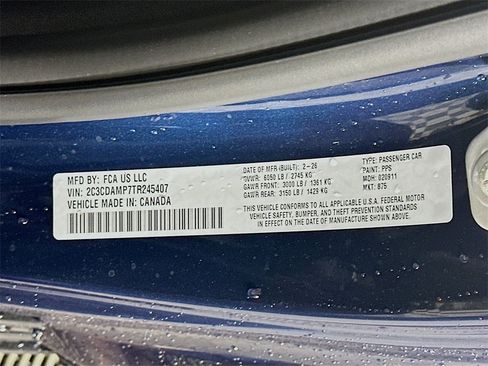 MFD BY: FCA US LLC
VIN: 2C3CDAMP7TR245407
VEHICLE MADE IN: CANADA
DATE OF MFR (BUILT): 2-26
GVWR: 6050 LB / 2745 KG
GAWR FRONT: 3000 LB / 1361 KG
GAWR REAR: 3150 LB / 1429 KG
TYPE: PASSENGER CAR
PAINT: PPS
MDH: 020911
MKT: 875
THIS VEHICLE CONFORMS TO ALL APPLICABLE U.S.A. FEDERAL MOTOR
VEHICLE SAFETY, BUMPER, AND THEFT PREVENTION STANDARDS
IN EFFECT ON THE DATE OF MANUFACTURE SHOWN ABOVE.